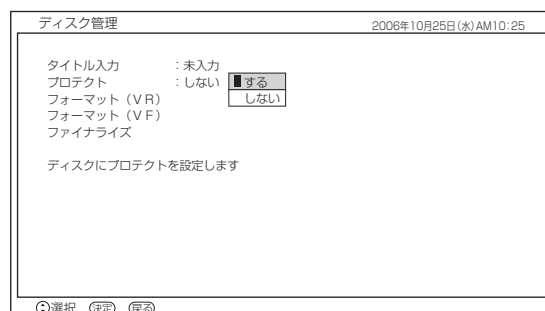 ディスク管理 2006年10月25日(水)AM10:25
タイトル入力 :未入力
プロテクト :しない する
フォーマット(VR) しない
フォーマット(VF)
ファイナライズ
ディスクにプロテクトを設定します
選択 決定 戻る